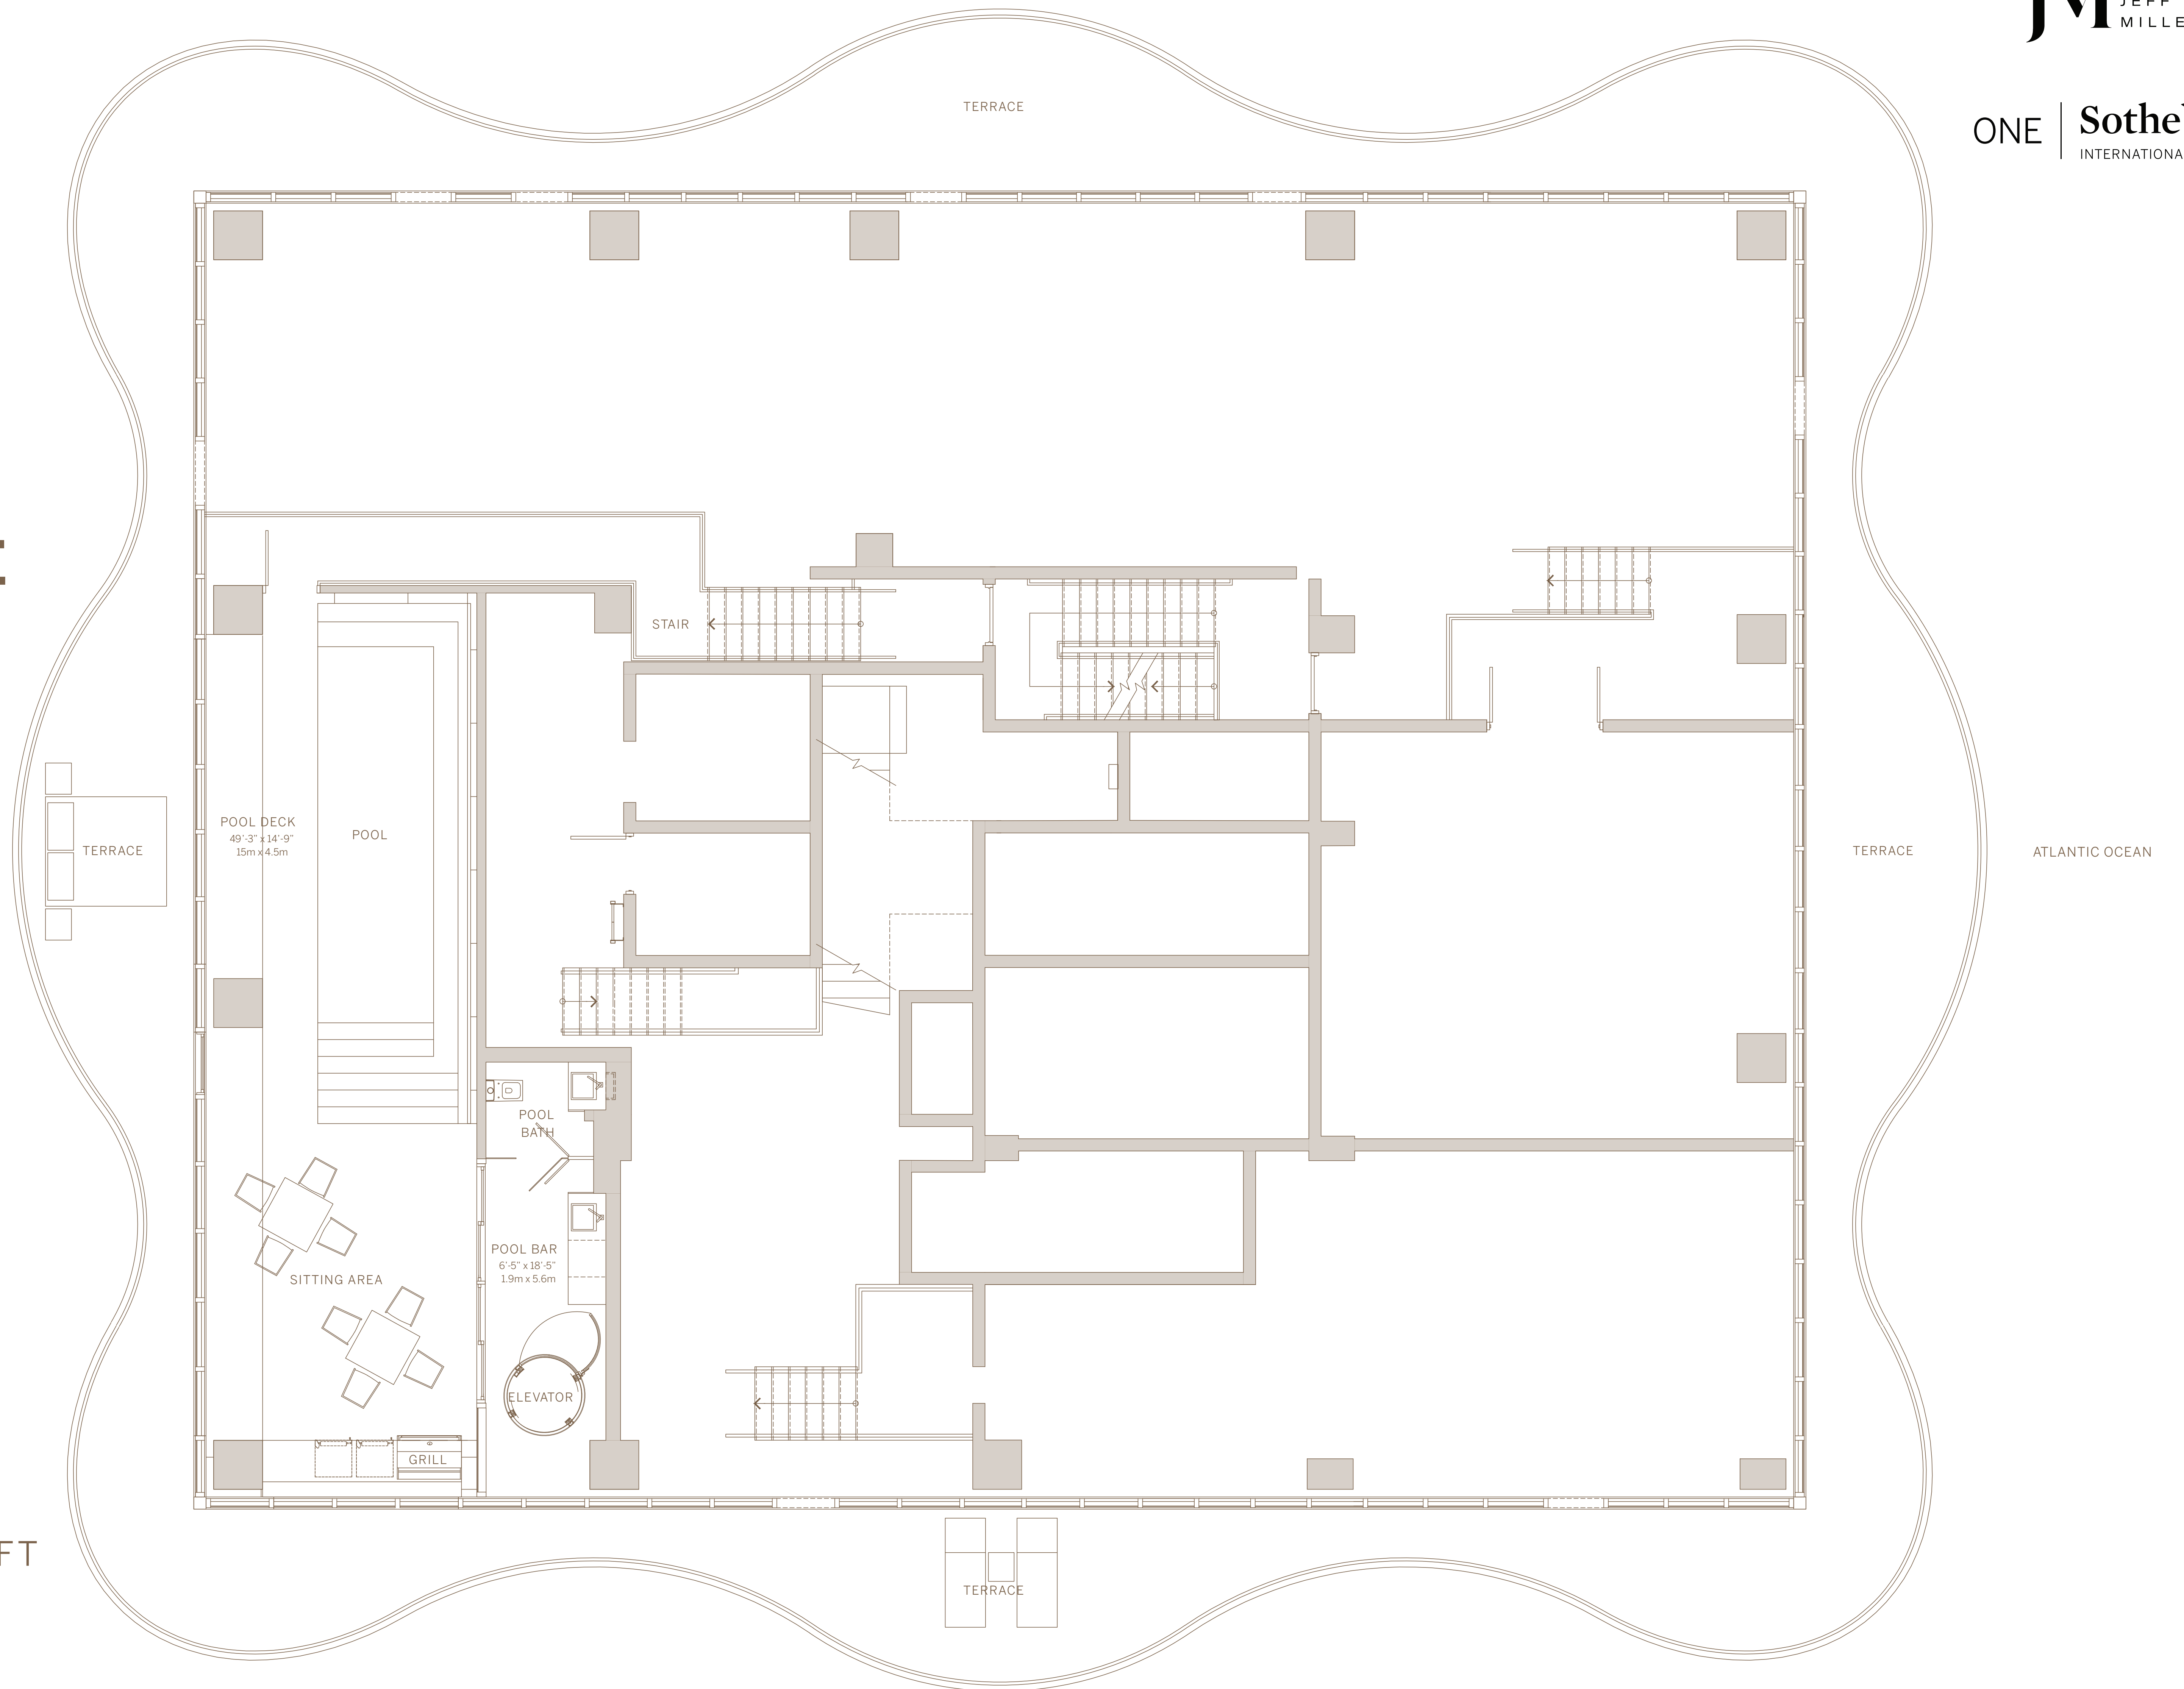 JEFF
MILLE
ONE
Sothe
INTERNATIONA
TERRACE
STAIR
POOL DECK
49'-3" x 14'-9"
15m x 4.5m
POOL
TERRACE
TERRACE
ATLANTIC OCEAN
POOL
BATH
POOL BAR
6'-5" x 18'-5"
1.9m x 5.6m
SITTING AREA
ELEVATOR
GRILL
FT
TERRACE